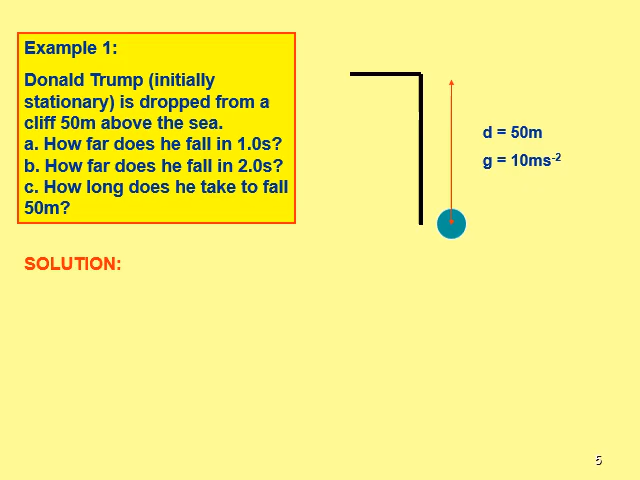 Example 1:
Donald Trump (initially
stationary) is dropped from a
cliff 50m above the sea.
a. How far does he fall in 1.0s?
b. How far does he fall in 2.0s?
c. How long does he take to fall
50m?
d = 50m
g = 10ms⁻²
SOLUTION:
5